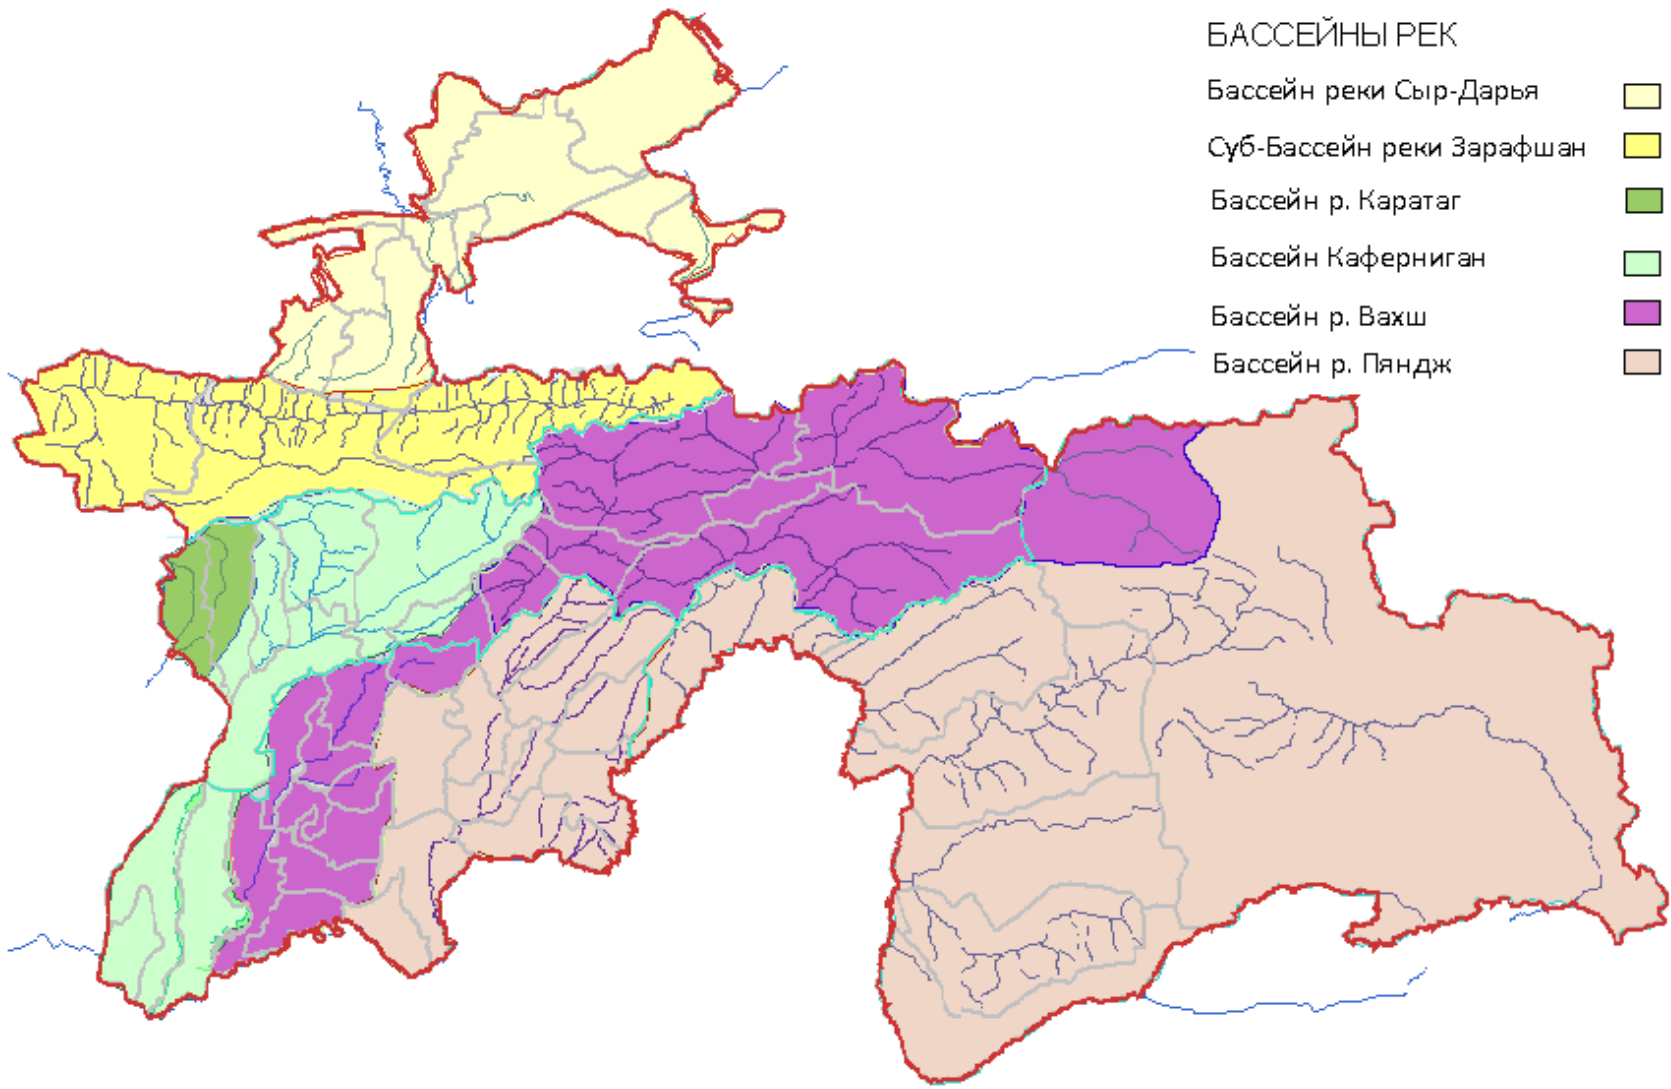 БАССЕЙНЫ РЕК
Бассейн реки Сыр-Дарья
Суб-Бассейн реки Зарафшан
Бассейн р. Каратаг
Бассейн Каферниган
Бассейн р. Вахш
Бассейн р. Пяндж